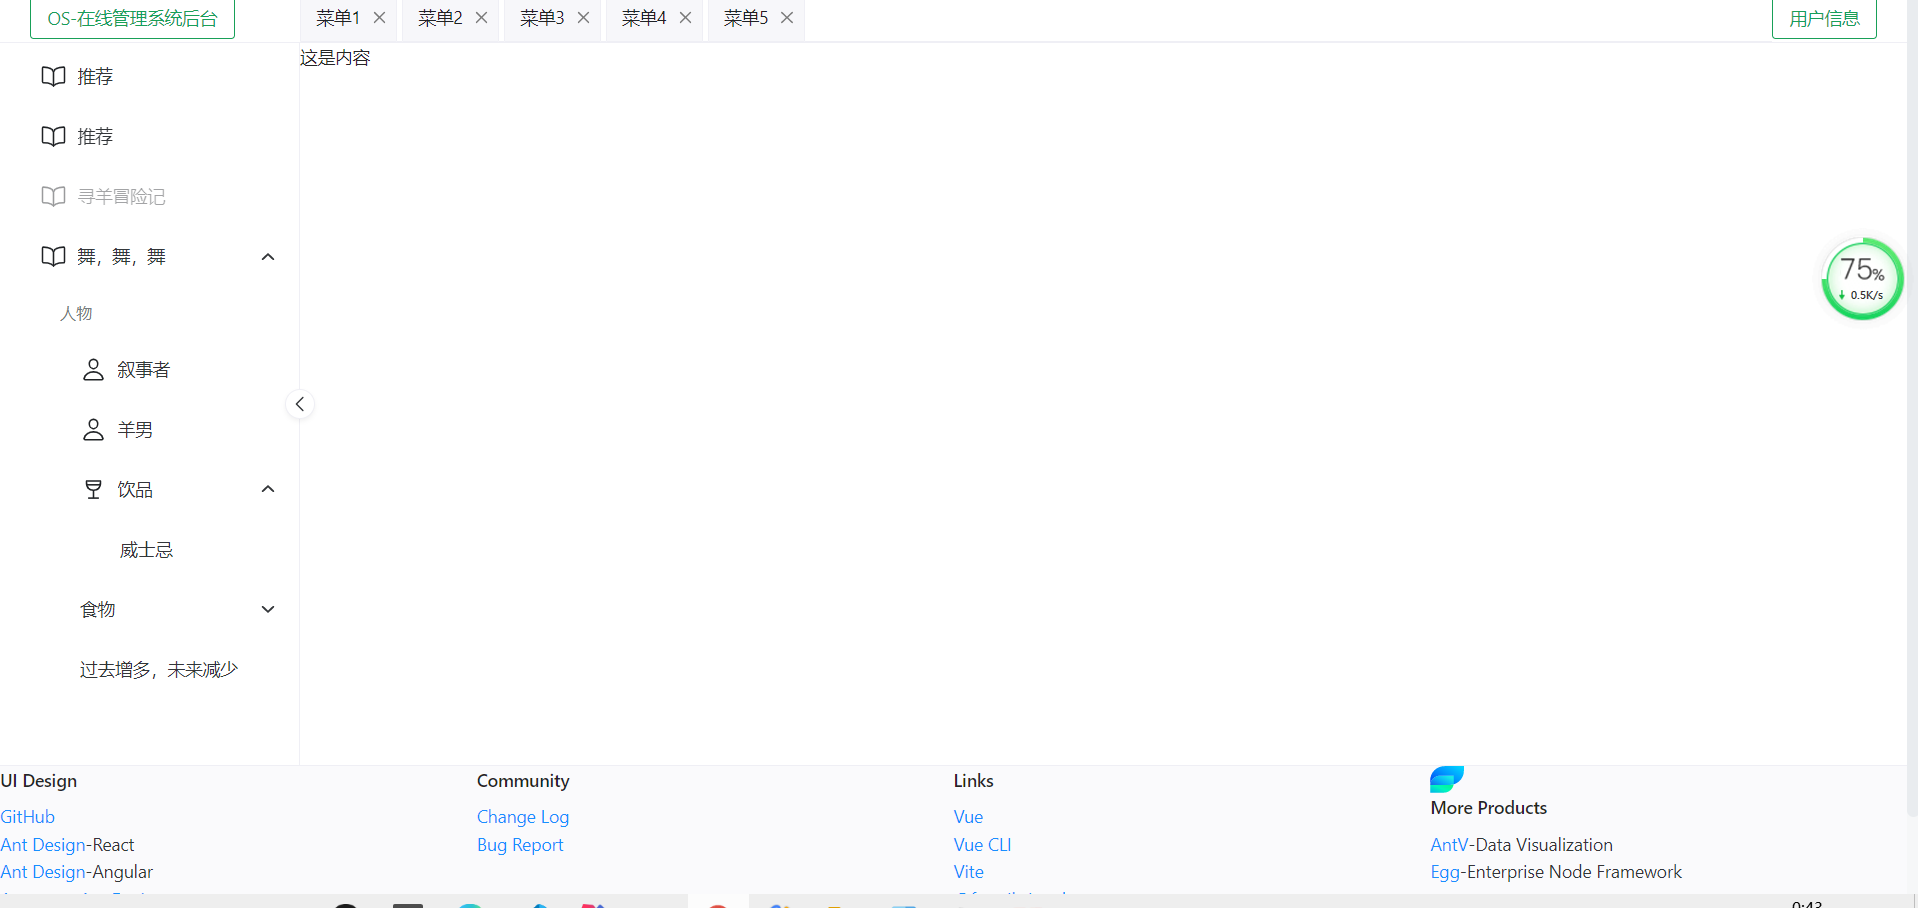 OS-在线管理系统后台
菜单1
菜单2
菜单3
菜单4
菜单5
用户信息
这是内容
推荐
推荐
寻羊冒险记
舞，舞，舞
人物
叙事者
羊男
饮品
威士忌
食物
过去增多，未来减少
75%
0.5K/s
UI Design
GitHub
Ant Design-React
Ant Design-Angular
Community
Change Log
Bug Report
Links
Vue
Vue CLI
Vite
More Products
AntV-Data Visualization
Egg-Enterprise Node Framework